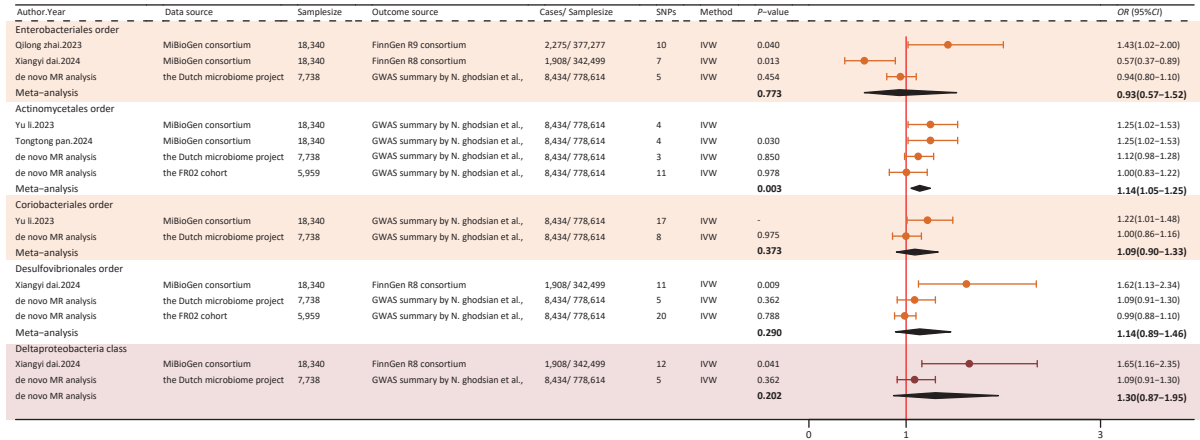 Author.Year Data source Samplesize Outcome source Cases/ Samplesize SNPs Method P−value OR (95%CI)
Enterobacteriales order
Qilong zhai.2023 MiBioGen consortium 18,340 FinnGen R9 consortium 2,275/ 377,277 10 IVW 0.040 1.43(1.02−2.00)
Xiangyi dai.2024 MiBioGen consortium 18,340 FinnGen R8 consortium 1,908/ 342,499 7 IVW 0.013 0.57(0.37−0.89)
de novo MR analysis the Dutch microbiome project 7,738 GWAS summary by N. ghodsian et al., 8,434/ 778,614 5 IVW 0.454 0.94(0.80−1.10)
Meta−analysis 0.773 0.93(0.57−1.52)
Actinomycetales order
Yu li.2023 MiBioGen consortium 18,340 GWAS summary by N. ghodsian et al., 8,434/ 778,614 4 IVW 1.25(1.02−1.53)
Tongtong pan.2024 MiBioGen consortium 18,340 GWAS summary by N. ghodsian et al., 8,434/ 778,614 4 IVW 0.030 1.25(1.02−1.53)
de novo MR analysis the Dutch microbiome project 7,738 GWAS summary by N. ghodsian et al., 8,434/ 778,614 3 IVW 0.850 1.12(0.98−1.28)
de novo MR analysis the FR02 cohort 5,959 GWAS summary by N. ghodsian et al., 8,434/ 778,614 11 IVW 0.978 1.00(0.83−1.22)
Meta−analysis 0.003 1.14(1.05−1.25)
Coriobacteriales order
Yu li.2023 MiBioGen consortium 18,340 GWAS summary by N. ghodsian et al., 8,434/ 778,614 17 IVW - 1.22(1.01−1.48)
de novo MR analysis the Dutch microbiome project 7,738 GWAS summary by N. ghodsian et al., 8,434/ 778,614 8 IVW 0.975 1.00(0.86−1.16)
Meta−analysis 0.373 1.09(0.90−1.33)
Desulfovibrionales order
Xiangyi dai.2024 MiBioGen consortium 18,340 FinnGen R8 consortium 1,908/ 342,499 11 IVW 0.009 1.62(1.13−2.34)
de novo MR analysis the Dutch microbiome project 7,738 GWAS summary by N. ghodsian et al., 8,434/ 778,614 5 IVW 0.362 1.09(0.91−1.30)
de novo MR analysis the FR02 cohort 5,959 GWAS summary by N. ghodsian et al., 8,434/ 778,614 20 IVW 0.788 0.99(0.88−1.10)
Meta−analysis 0.290 1.14(0.89−1.46)
Deltaproteobacteria class
Xiangyi dai.2024 MiBioGen consortium 18,340 FinnGen R8 consortium 1,908/ 342,499 12 IVW 0.041 1.65(1.16−2.35)
de novo MR analysis the Dutch microbiome project 7,738 GWAS summary by N. ghodsian et al., 8,434/ 778,614 5 IVW 0.362 1.09(0.91−1.30)
de novo MR analysis 0.202 1.30(0.87−1.95)
0 1 3